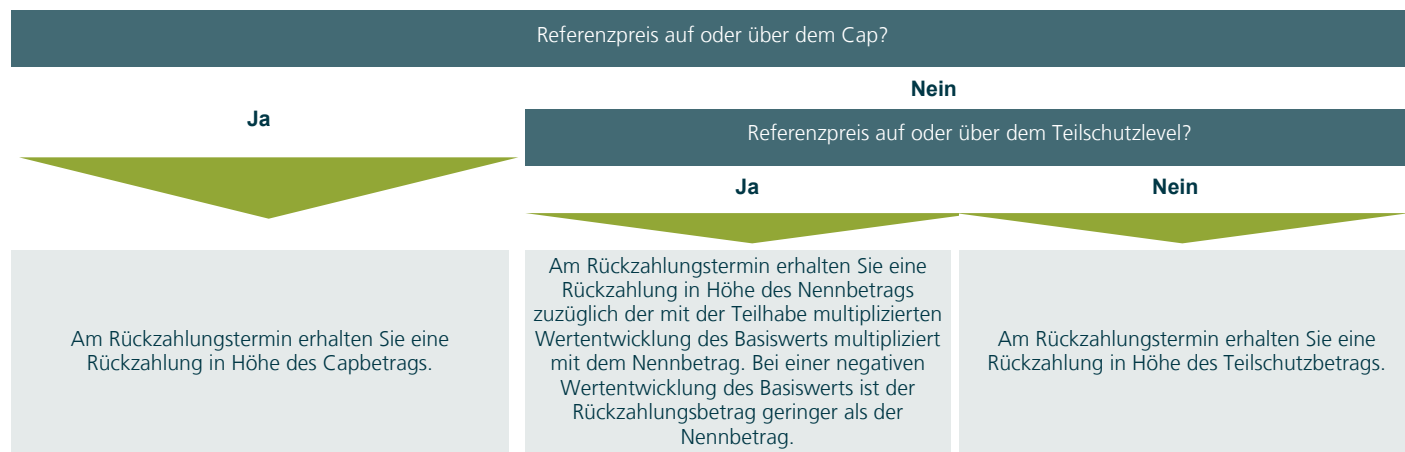 Referenzpreis auf oder über dem Cap?
Ja
Nein
Referenzpreis auf oder über dem Teilschutzlevel?
Ja
Nein
Am Rückzahlungstermin erhalten Sie eine
Rückzahlung in Höhe des Capbetrags.
Am Rückzahlungstermin erhalten Sie eine
Rückzahlung in Höhe des Nennbetrags
zuzüglich der mit der Teilhabe multiplizierten
Wertentwicklung des Basiswerts multipliziert
mit dem Nennbetrag. Bei einer negativen
Wertentwicklung des Basiswerts ist der
Rückzahlungsbetrag geringer als der
Nennbetrag.
Am Rückzahlungstermin erhalten Sie eine
Rückzahlung in Höhe des Teilschutzbetrags.